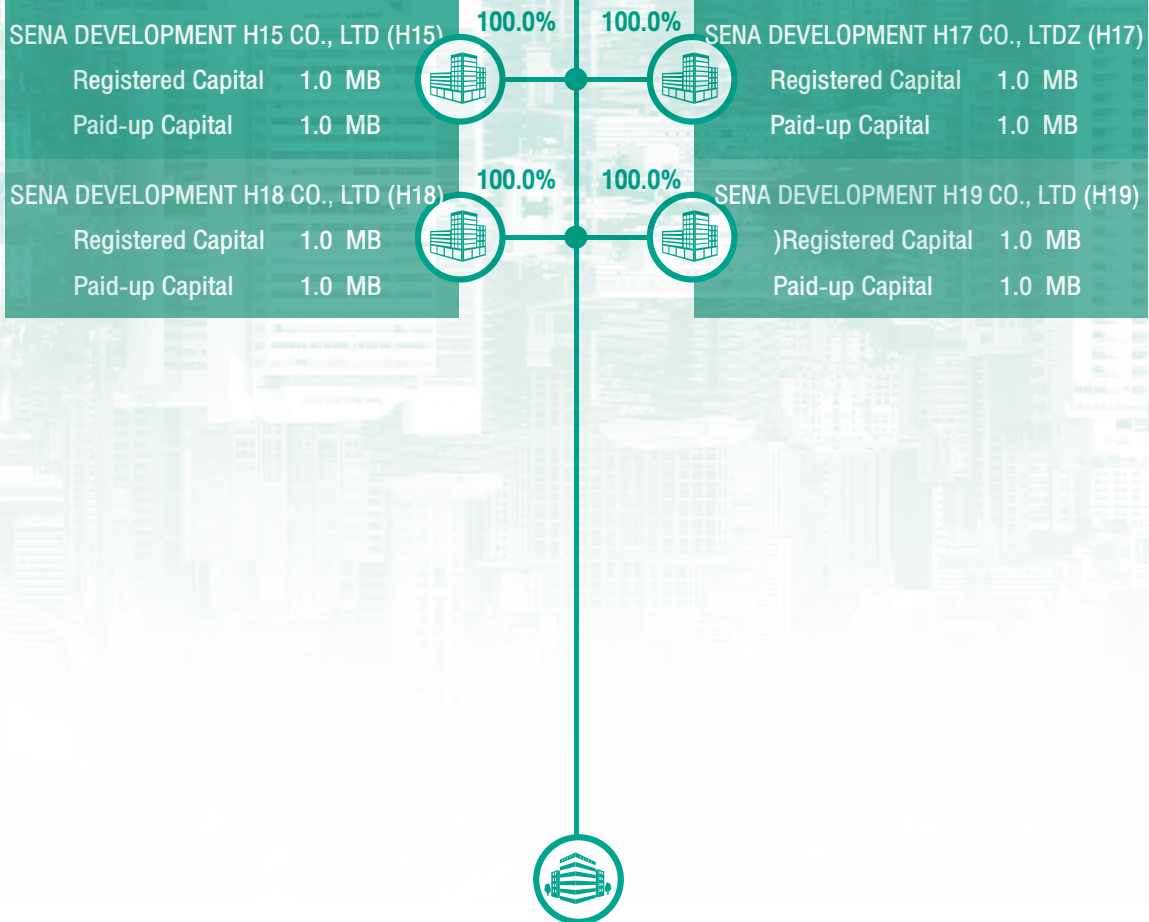 100.0% 100.0%
SENA DEVELOPMENT H15 CO., LTD (H15)
Registered Capital 1.0 MB
Paid-up Capital 1.0 MB
SENA DEVELOPMENT H17 CO., LTDZ (H17)
Registered Capital 1.0 MB
Paid-up Capital 1.0 MB
100.0% 100.0%
SENA DEVELOPMENT H18 CO., LTD (H18)
Registered Capital 1.0 MB
Paid-up Capital 1.0 MB
SENA DEVELOPMENT H19 CO., LTD (H19)
)Registered Capital 1.0 MB
Paid-up Capital 1.0 MB